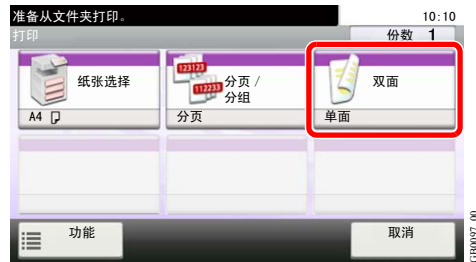 准备从文件夹打印。
10:10
打印
份数 1
纸张选择
A4
123123
112233
分页 /
分组
分页
双面
单面
功能
取消
GB0097_00